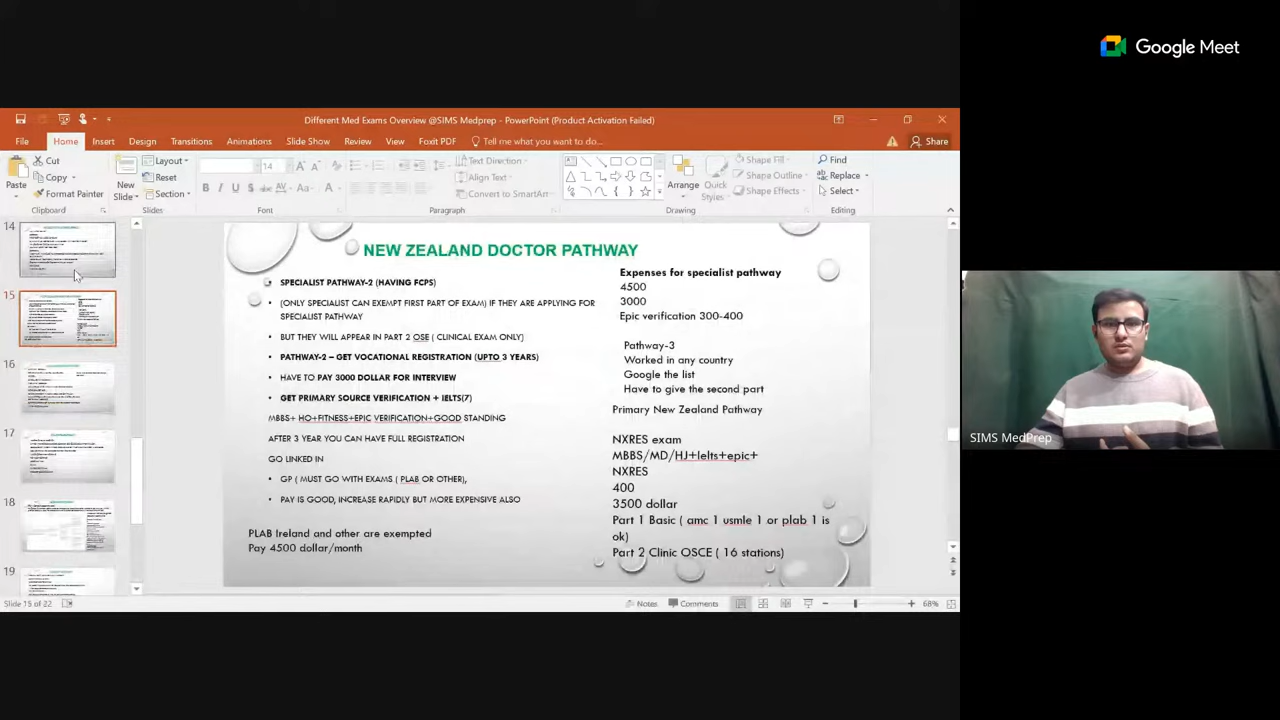 Google Meet
Different Med Exams Overview @SIMS Medprep - PowerPoint (Product Activation Failed)
File Home Insert Design Transitions Animations Slide Show Review View Foxit PDF Tell me what you want to do... Share
Paste
Cut
Copy
Format Painter
Clipboard
New
Slide
Layout
Reset
Section
Slides
14
B I U S abc AV Aa A
Font
Text Direction
Align Text
Convert to SmartArt
Paragraph
Arrange
Quick
Styles
Shape Fill
Shape Outline
Shape Effects
Drawing
Find
Replace
Select
Editing
14
15
16
17
18
19
NEW ZEALAND DOCTOR PATHWAY
SPECIALIST PATHWAY-2 (HAVING FCPS)
(ONLY SPECIALIST CAN EXEMPT FIRST PART OF EXAM) IF THEY ARE APPLYING FOR
SPECIALIST PATHWAY
BUT THEY WILL APPEAR IN PART 2 OSE ( CLINICAL EXAM ONLY)
PATHWAY-2 – GET VOCATIONAL REGISTRATION (UPTO 3 YEARS)
HAVE TO PAY 3000 DOLLAR FOR INTERVIEW
GET PRIMARY SOURCE VERIFICATION + IELTS(7)
MBBS+ HO+FITNESS+EPIC VERIFICATION+GOOD STANDING
AFTER 3 YEAR YOU CAN HAVE FULL REGISTRATION
GO LINKED IN
GP ( MUST GO WITH EXAMS ( PLAB OR OTHER),
PAY IS GOOD, INCREASE RAPIDLY BUT MORE EXPENSIVE ALSO
PLAB Ireland and other are exempted
Pay 4500 dollar/month
Expenses for specialist pathway
4500
3000
Epic verification 300-400
Pathway-3
Worked in any country
Google the list
Have to give the second part
Primary New Zealand Pathway
NXRES exam
MBBS/MD/HJ+Ielts+epic+
NXRES
400
3500 dollar
Part 1 Basic ( amc 1 usmle 1 or plab 1 is
ok)
Part 2 Clinic OSCE ( 16 stations)
SIMS MedPrep
Slide 15 of 22
Notes
Comments
68%